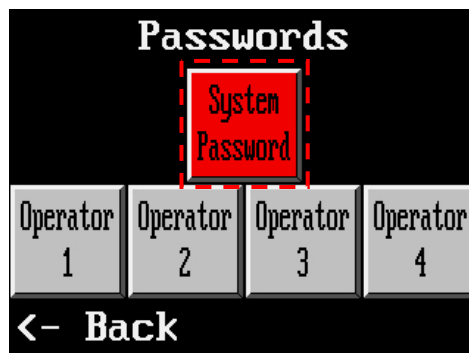 Passwords
System
Password
Operator Operator Operator Operator
1 2 3 4
<- Back